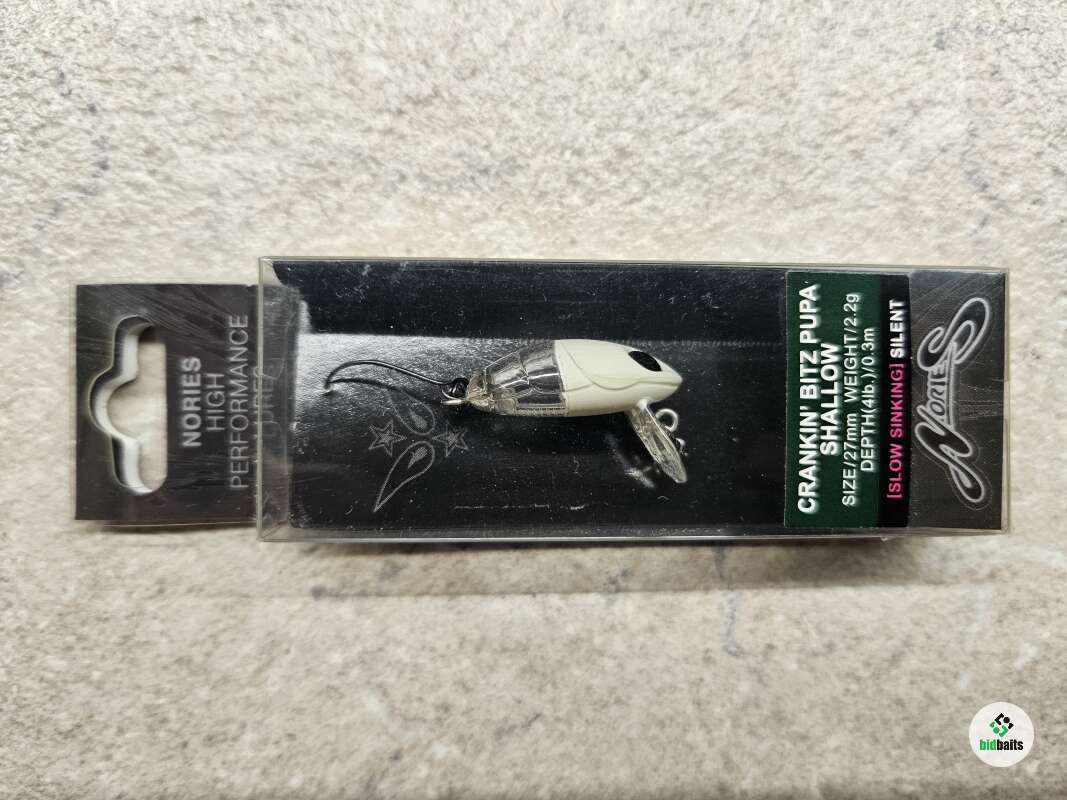 NORIES
HIGH
PERFORMANCE
LURES
CRANKIN' BITZ PUPA
SHALLOW
SIZE/27mm WEIGHT/2.2g
DEPTH(4lb.)/0.3m
[SLOW SINKING] SILENT
NORIES
bidbaits